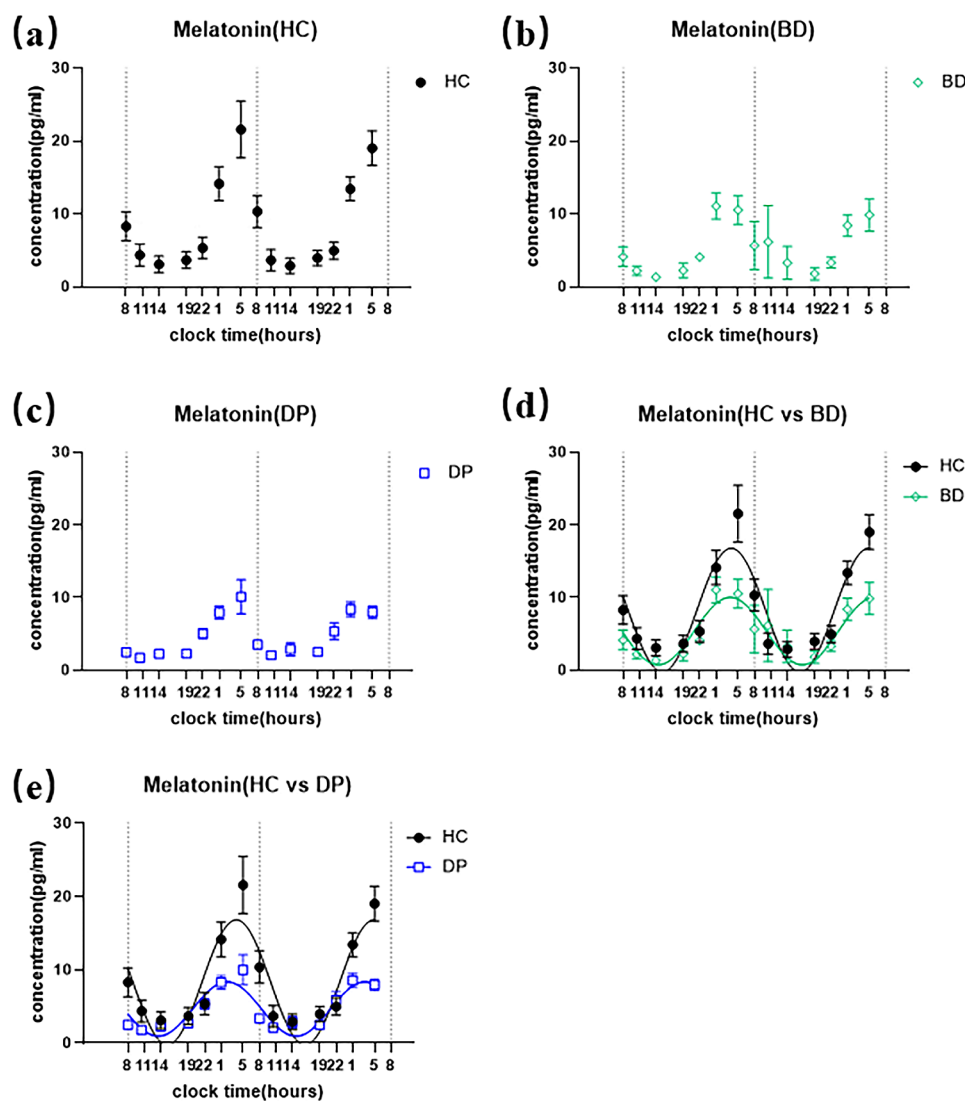 (a)
Melatonin(HC)
concentration(pg/ml)
30
20
10
0
8 1114 1922 1 5 8 1114 1922 1 5 8
clock time(hours)
HC
(b)
Melatonin(BD)
concentration(pg/ml)
30
20
10
0
8 1114 1922 1 5 8 1114 1922 1 5 8
clock time(hours)
BD
(c)
Melatonin(DP)
concentration(pg/ml)
30
20
10
0
8 1114 1922 1 5 8 1114 1922 1 5 8
clock time(hours)
DP
(d)
Melatonin(HC vs BD)
concentration(pg/ml)
30
20
10
0
8 1114 1922 1 5 8 1114 1922 1 5 8
clock time(hours)
HC
BD
(e)
Melatonin(HC vs DP)
concentration(pg/ml)
30
20
10
0
8 1114 1922 1 5 8 1114 1922 1 5 8
clock time(hours)
HC
DP